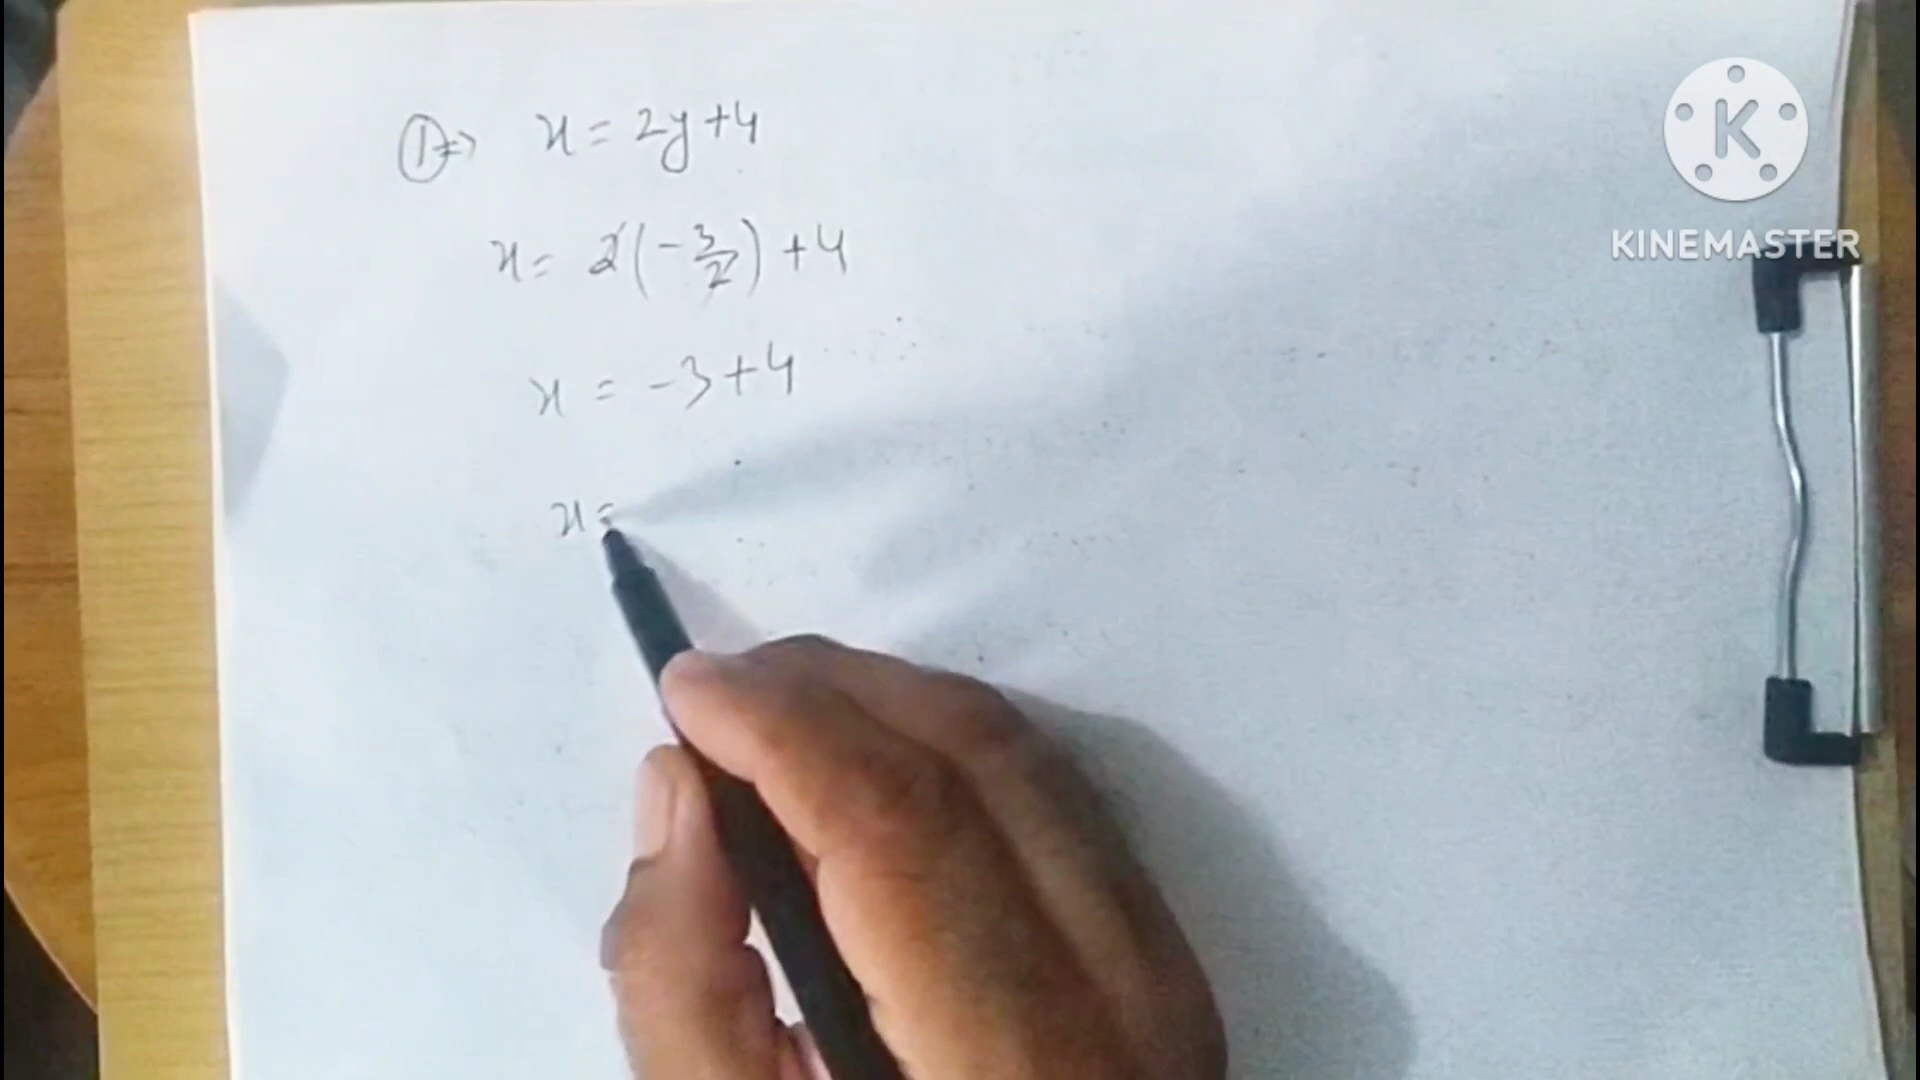 ① ⇒ x = 2y+4
x = 2(-3/2) +4
x = -3+4
x =
K
KINEMASTER